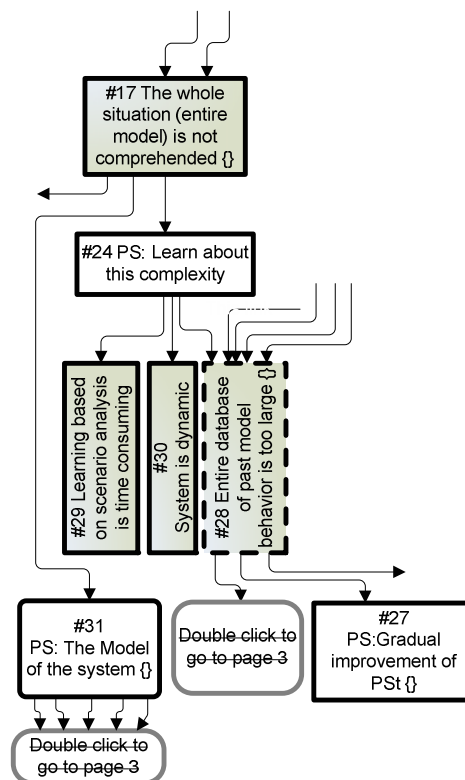 #17 The whole
situation (entire
model) is not
comprehended {}
#24 PS: Learn about
this complexity
#29 Learning based
on scenario analysis
is time consuming
#30
System is dynamic
#28 Entire database
of past model
behavior is too large {}
#31
PS: The Model
of the system {}
Double click to
go to page 3
#27
PS:Gradual
improvement of
PSt {}
Double click to
go to page 3